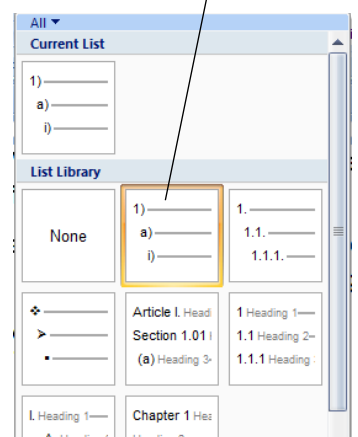 All
Current List
1)
a)
i)
List Library
None
1)
a)
i)
1.
1.1.
1.1.1.
Article I. Head
Section 1.01
(a) Heading 3
1 Heading 1
1.1 Heading 2
1.1.1 Heading
I. Heading 1
Chapter 1 Hea